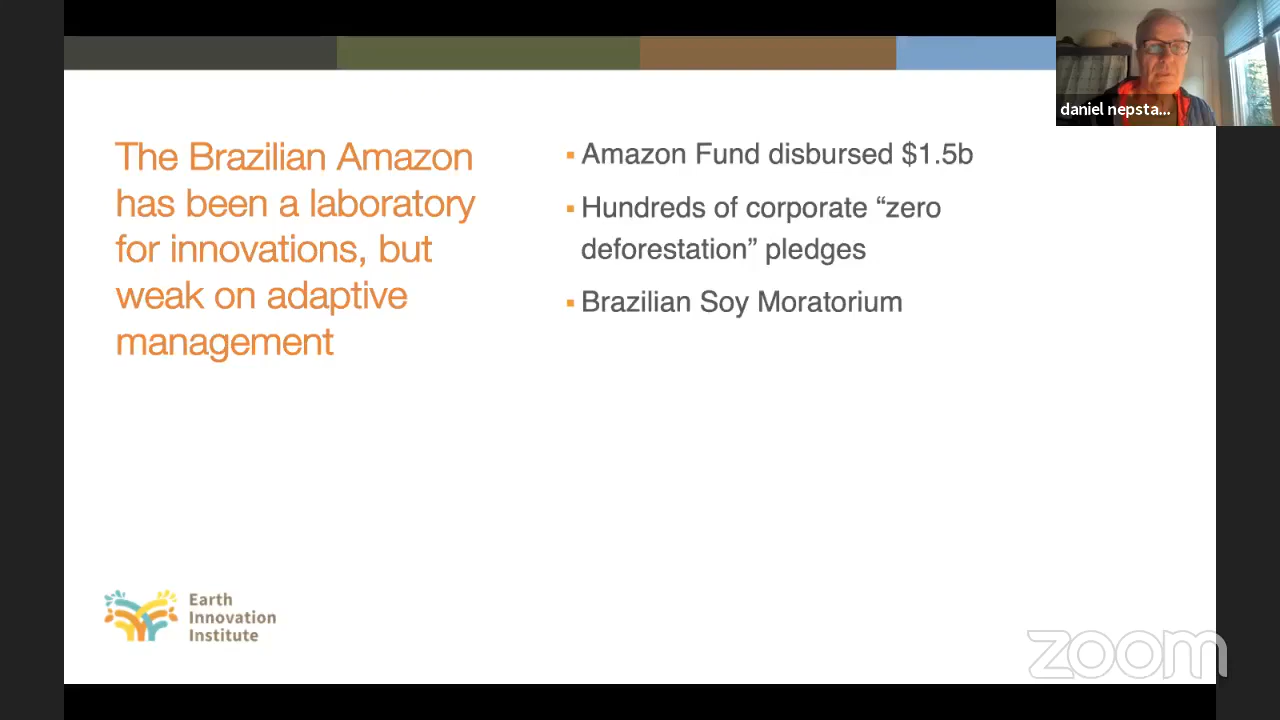 daniel nepsta...
The Brazilian Amazon
has been a laboratory
for innovations, but
weak on adaptive
management
▪ Amazon Fund disbursed $1.5b
▪ Hundreds of corporate “zero
deforestation” pledges
▪ Brazilian Soy Moratorium
Earth
Innovation
Institute
zoom